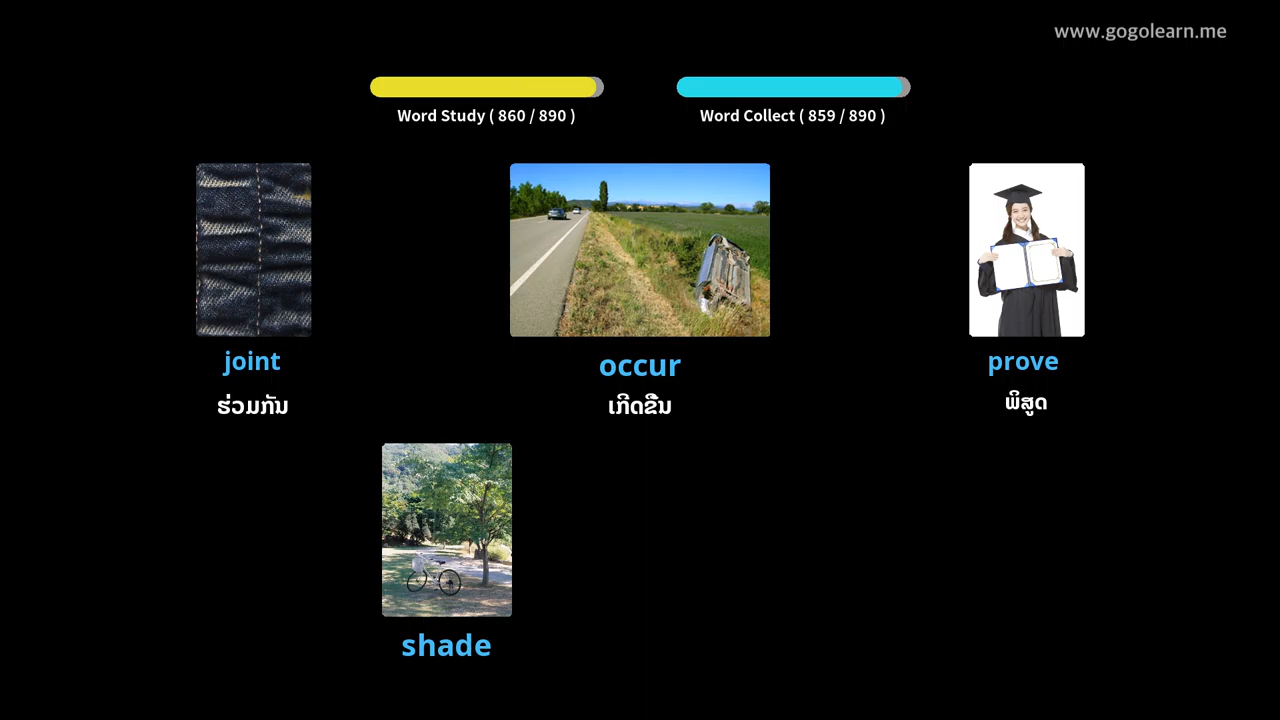 www.gogolearn.me
Word Study ( 860 / 890 )
Word Collect ( 859 / 890 )
joint
occur
prove
ຮ່ວມກັນ
ເກີດຂຶ້ນ
ພິສູດ
shade